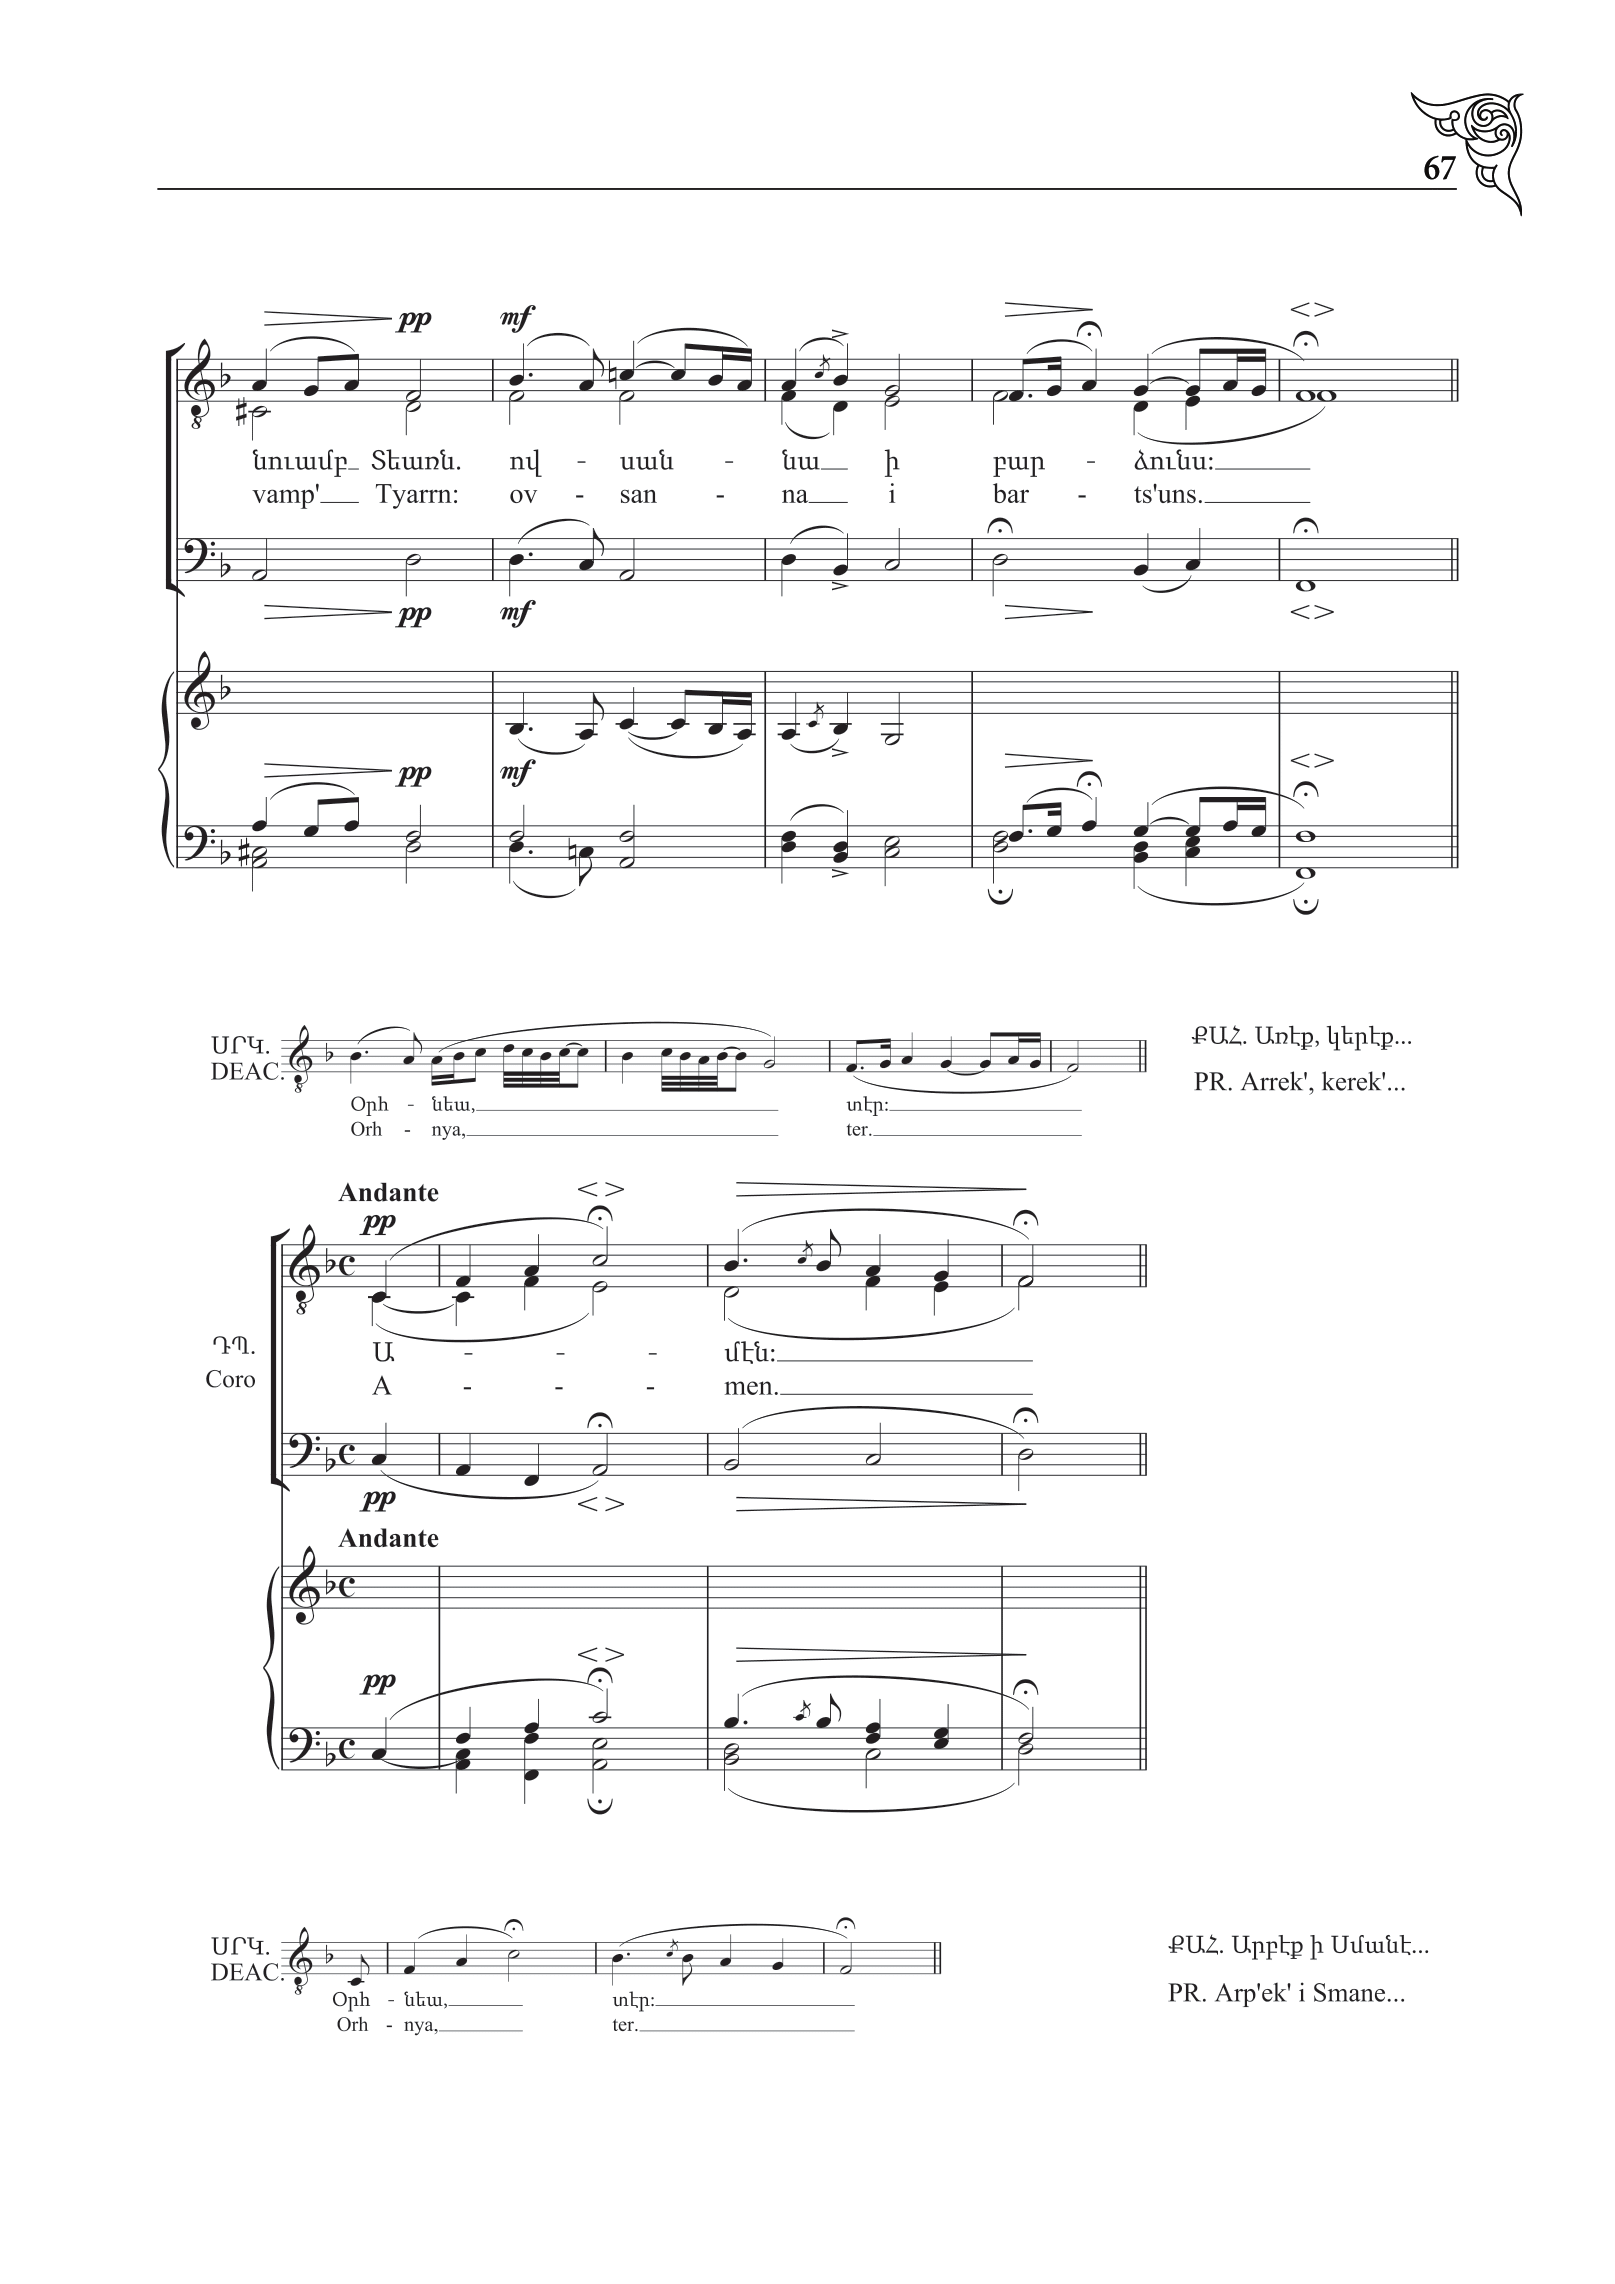 67
pp mf
նուամբ Տեառն. ով - սան - նա ի բար - ձունս:
vamp' Tyarrn: ov - san - na i bar - ts'uns.
pp mf
pp mf
ՍՐԿ.
DEAC.
Օրհ - նեա, տէր:
Orh - nya, ter.
ՔԱՀ. Առէք, կերէք...
PR. Arrek', kerek'...
Andante
pp
ԴՊ.
Coro
Ա - - - մէն:
A - - - men.
pp
Andante
pp
ՍՐԿ.
DEAC.
Օրհ - նեա, տէր:
Orh - nya, ter.
ՔԱՀ. Արբէք ի Սմանէ...
PR. Arp'ek' i Smane...